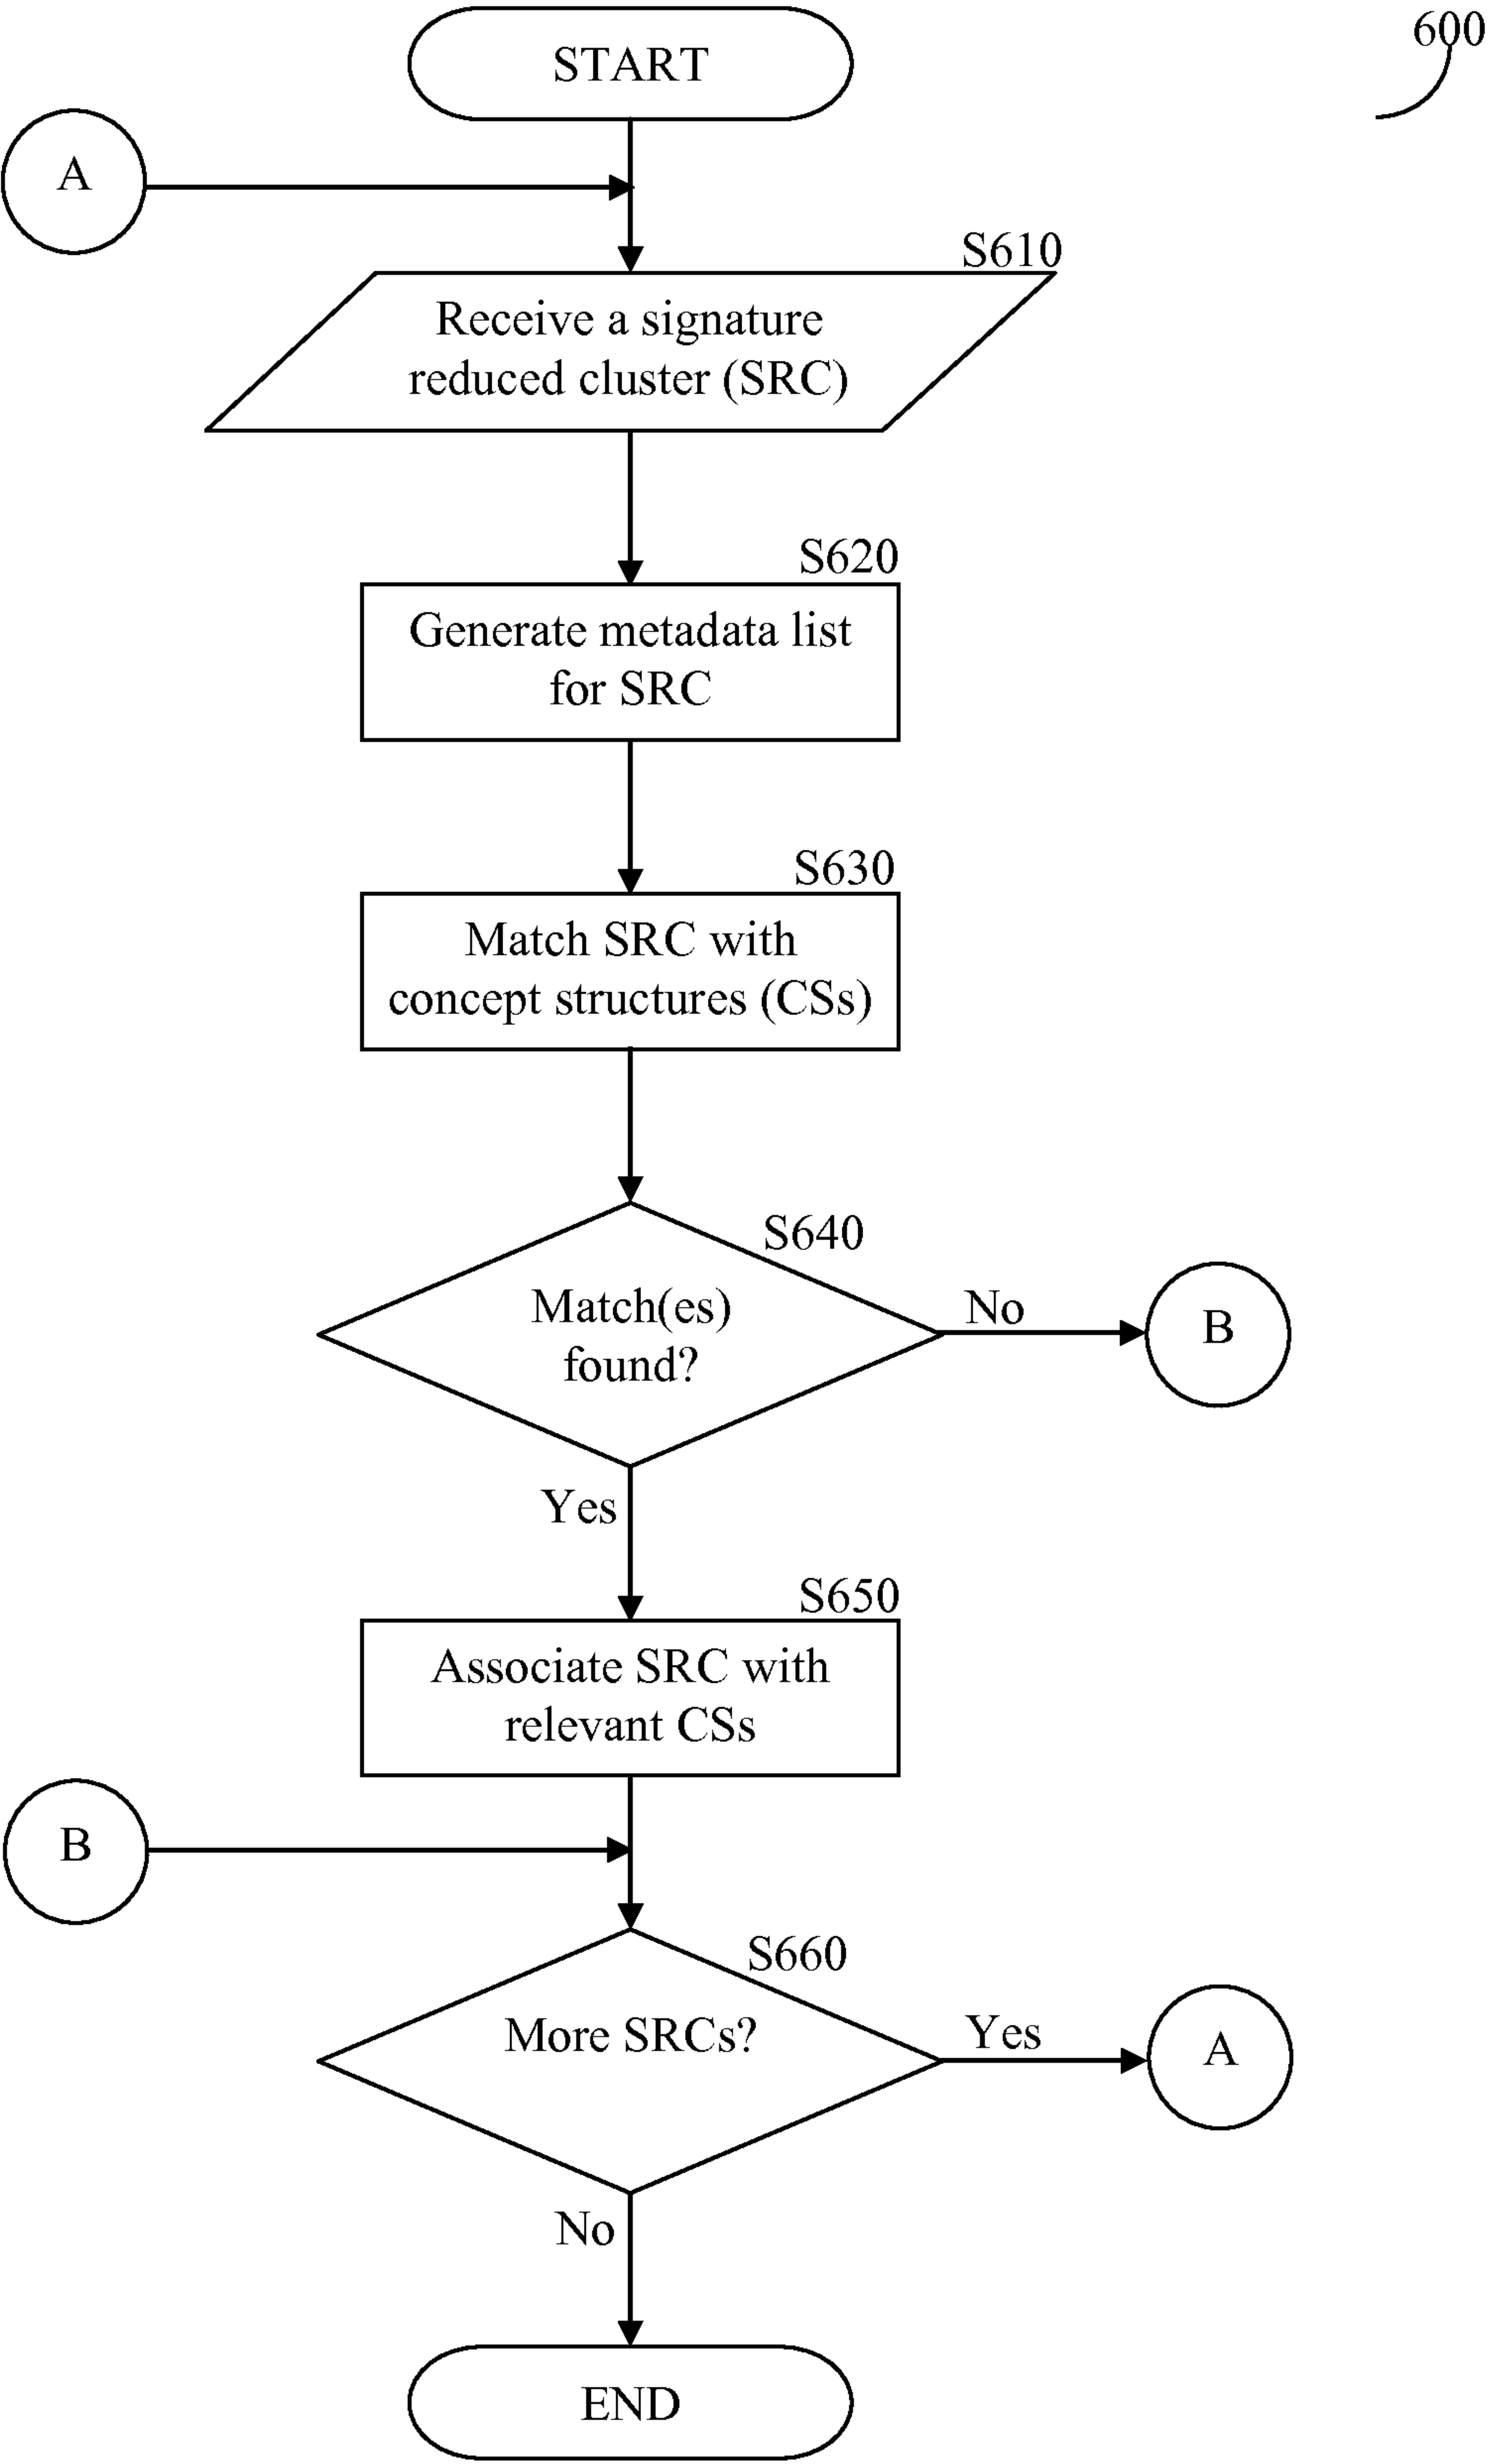 START
600
A
S610
Receive a signature
reduced cluster (SRC)
S620
Generate metadata list
for SRC
S630
Match SRC with
concept structures (CSs)
S640
Match(es)
found?
No
B
Yes
S650
Associate SRC with
relevant CSs
B
S660
More SRCs?
Yes
A
No
END